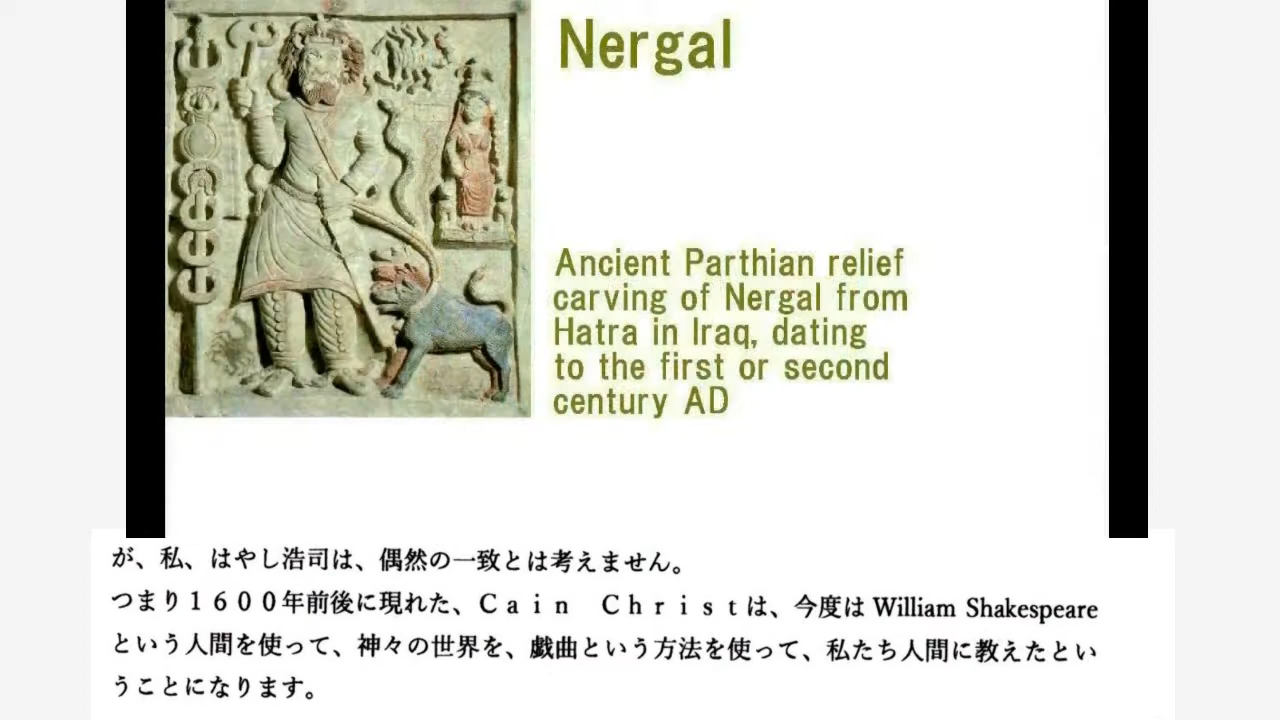 Nergal
Ancient Parthian relief
carving of Nergal from
Hatra in Iraq, dating
to the first or second
century AD
が、私、はやし浩司は、偶然の一致とは考えません。
つまり１６００年前後に現れた、Ｃａｉｎ　Ｃｈｒｉｓｔは、今度は William Shakespeare
という人間を使って、神々の世界を、戯曲という方法を使って、私たち人間に教えたとい
うことになります。